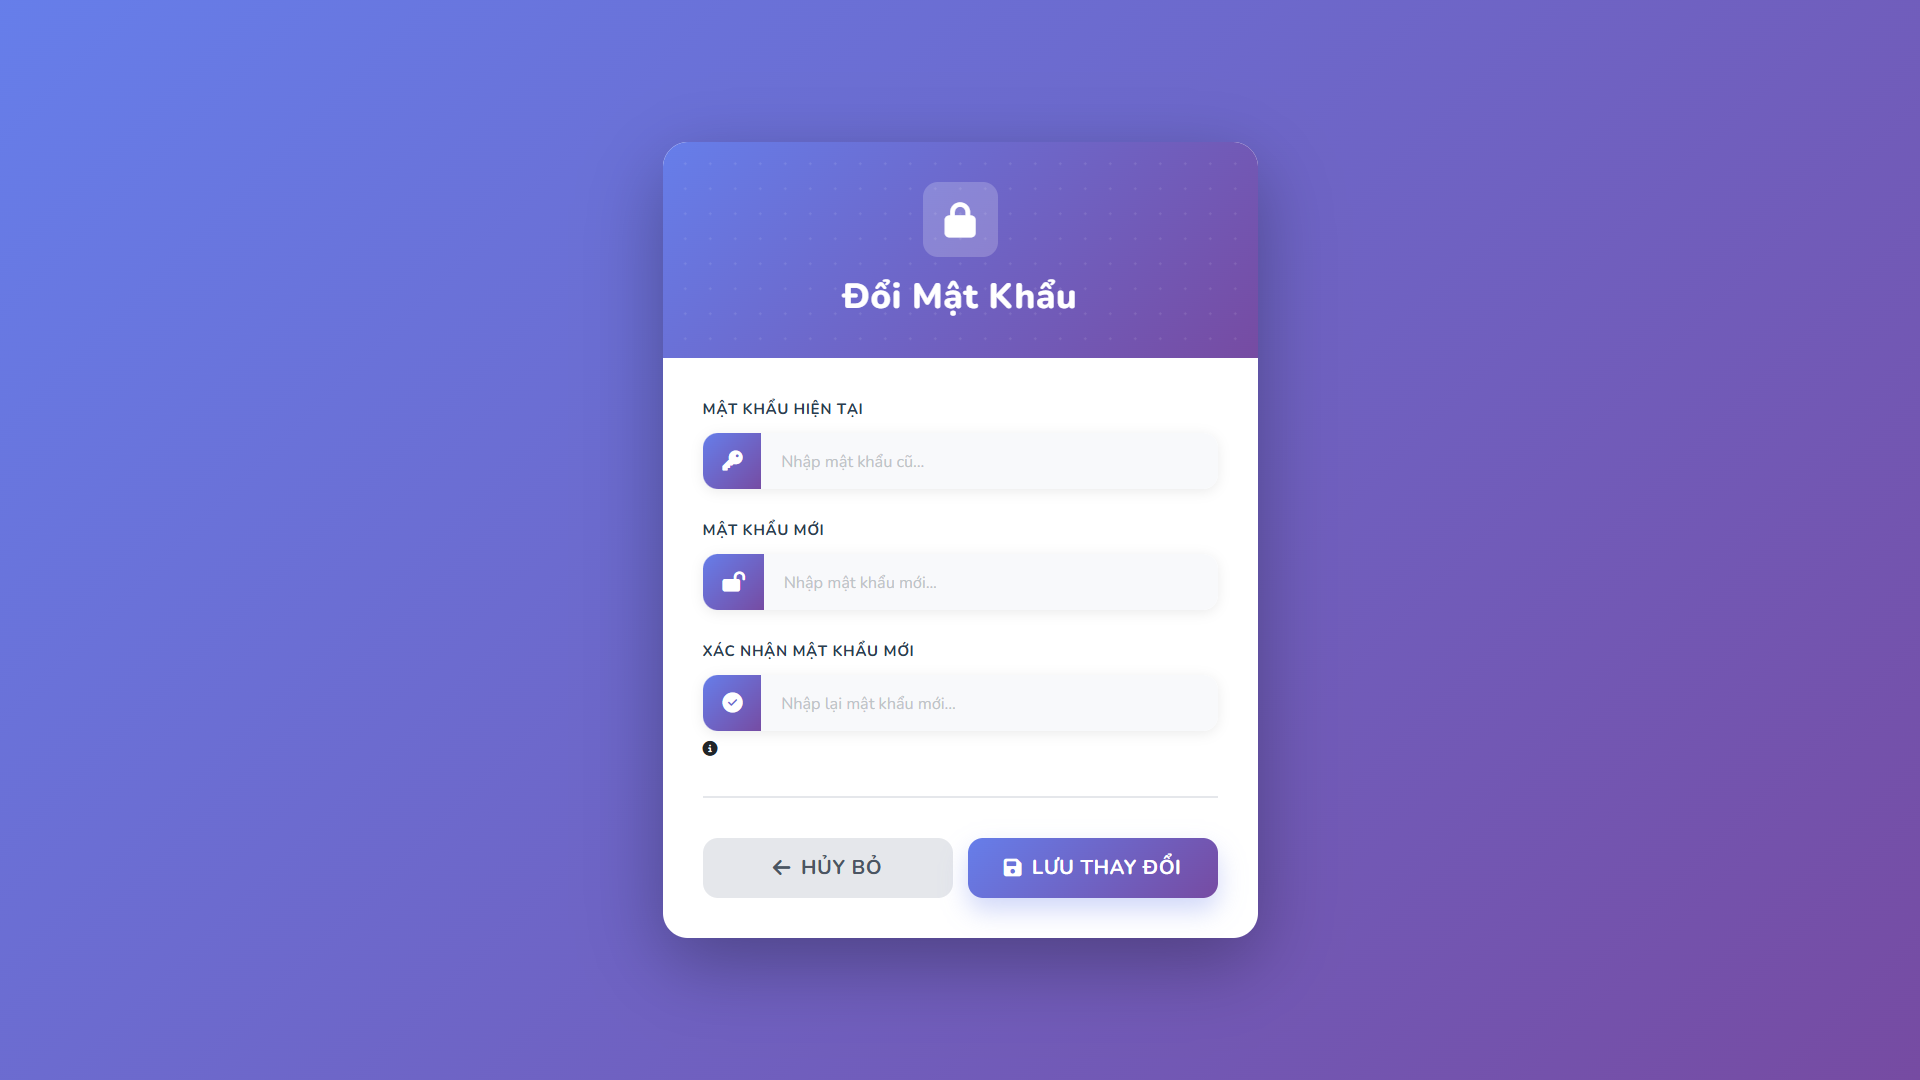 Đổi Mật Khẩu
MẬT KHẨU HIỆN TẠI
Nhập mật khẩu cũ...
MẬT KHẨU MỚI
Nhập mật khẩu mới...
XÁC NHẬN MẬT KHẨU MỚI
Nhập lại mật khẩu mới...
HỦY BỎ
LƯU THAY ĐỔI